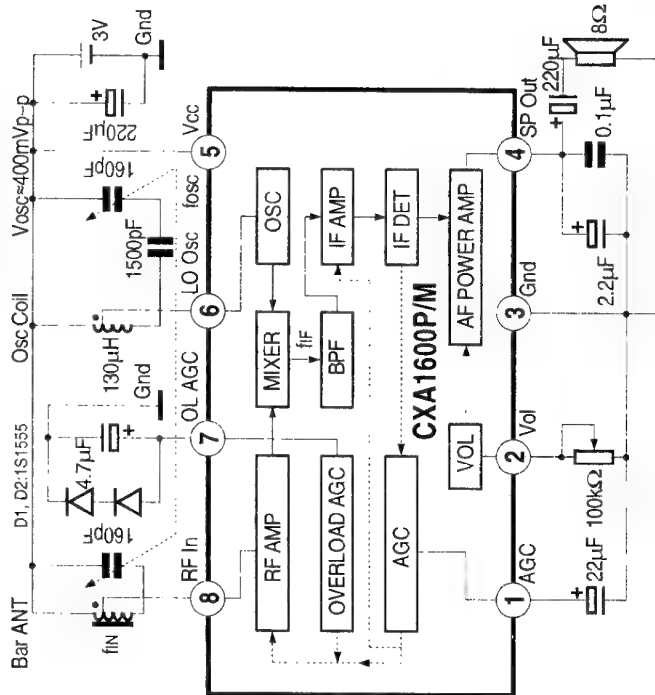 Bar ANT
D1, D2:1S1555
Osc Coil
Vosc≈400mVp-p
3V
fIN
160pF
4.7µF
130µH
1500pF
160pF
220µF
Gnd
Gnd
RF In
OL AGC
LO Osc
fosc
Vcc
8
7
6
5
RF AMP
MIXER
OSC
OVERLOAD AGC
fIF
BPF
IF AMP
AGC
IF DET
CXA1600P/M
VOL
AF POWER AMP
1
2
3
4
AGC
Vol
Gnd
SP Out
22µF
100kΩ
2.2µF
0.1µF
220µF
8Ω